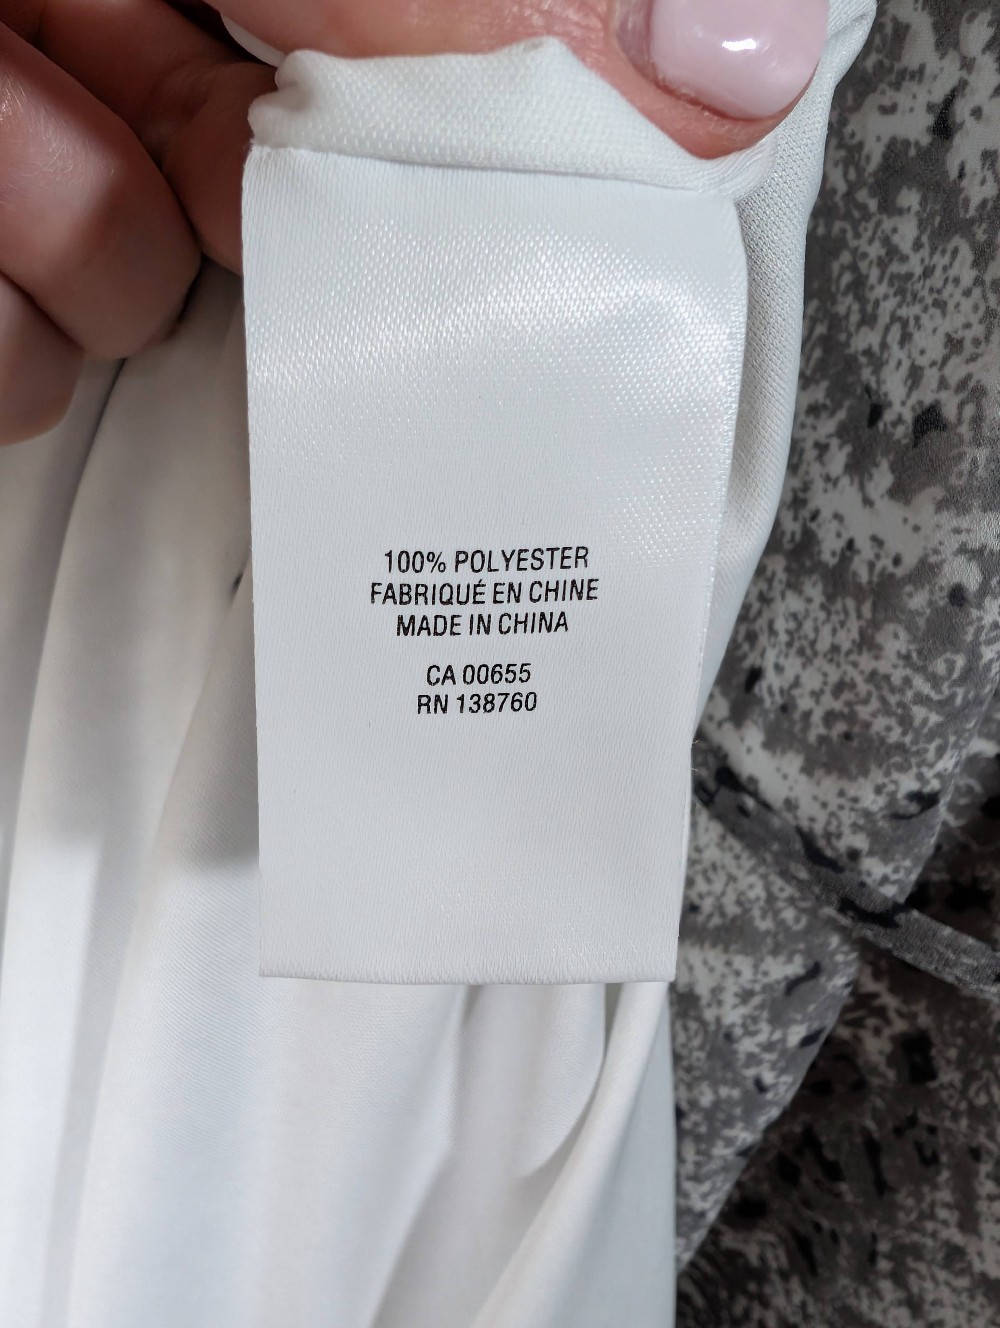 100% POLYESTER
FABRIQUÉ EN CHINE
MADE IN CHINA
CA 00655
RN 138760